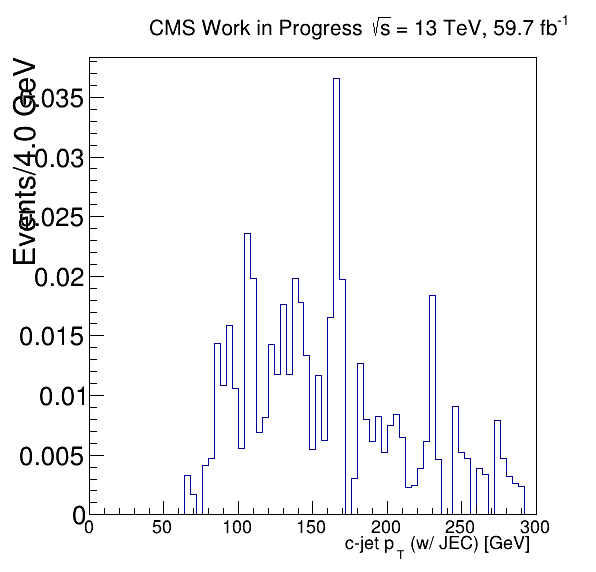 CMS Work in Progress √s = 13 TeV, 59.7 fb⁻¹
Events/4.0 GeV
0.035
0.03
0.025
0.02
0.015
0.01
0.005
0
0 50 100 150 200 250 300
c-jet p_T (w/ JEC) [GeV]